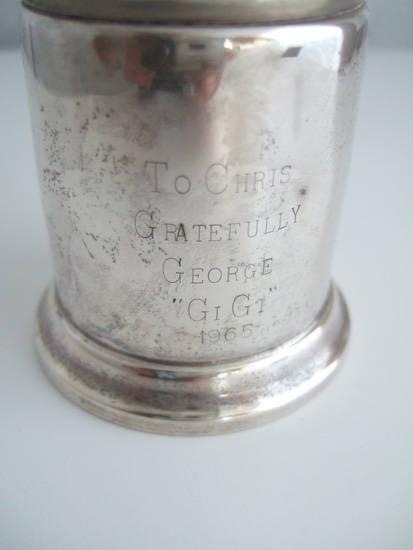 To Chris
Gratefully
George
"Gi Gi"
1965